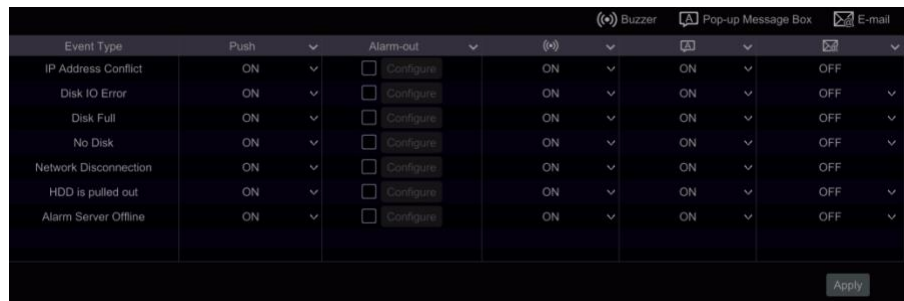 Buzzer Pop-up Message Box E-mail
Event Type Push Alarm-out
IP Address Conflict ON Configure ON ON OFF
Disk IO Error ON Configure ON ON OFF
Disk Full ON Configure ON ON OFF
No Disk ON Configure ON ON OFF
Network Disconnection ON Configure ON ON OFF
HDD is pulled out ON Configure ON ON OFF
Alarm Server Offline ON Configure ON ON OFF
Apply